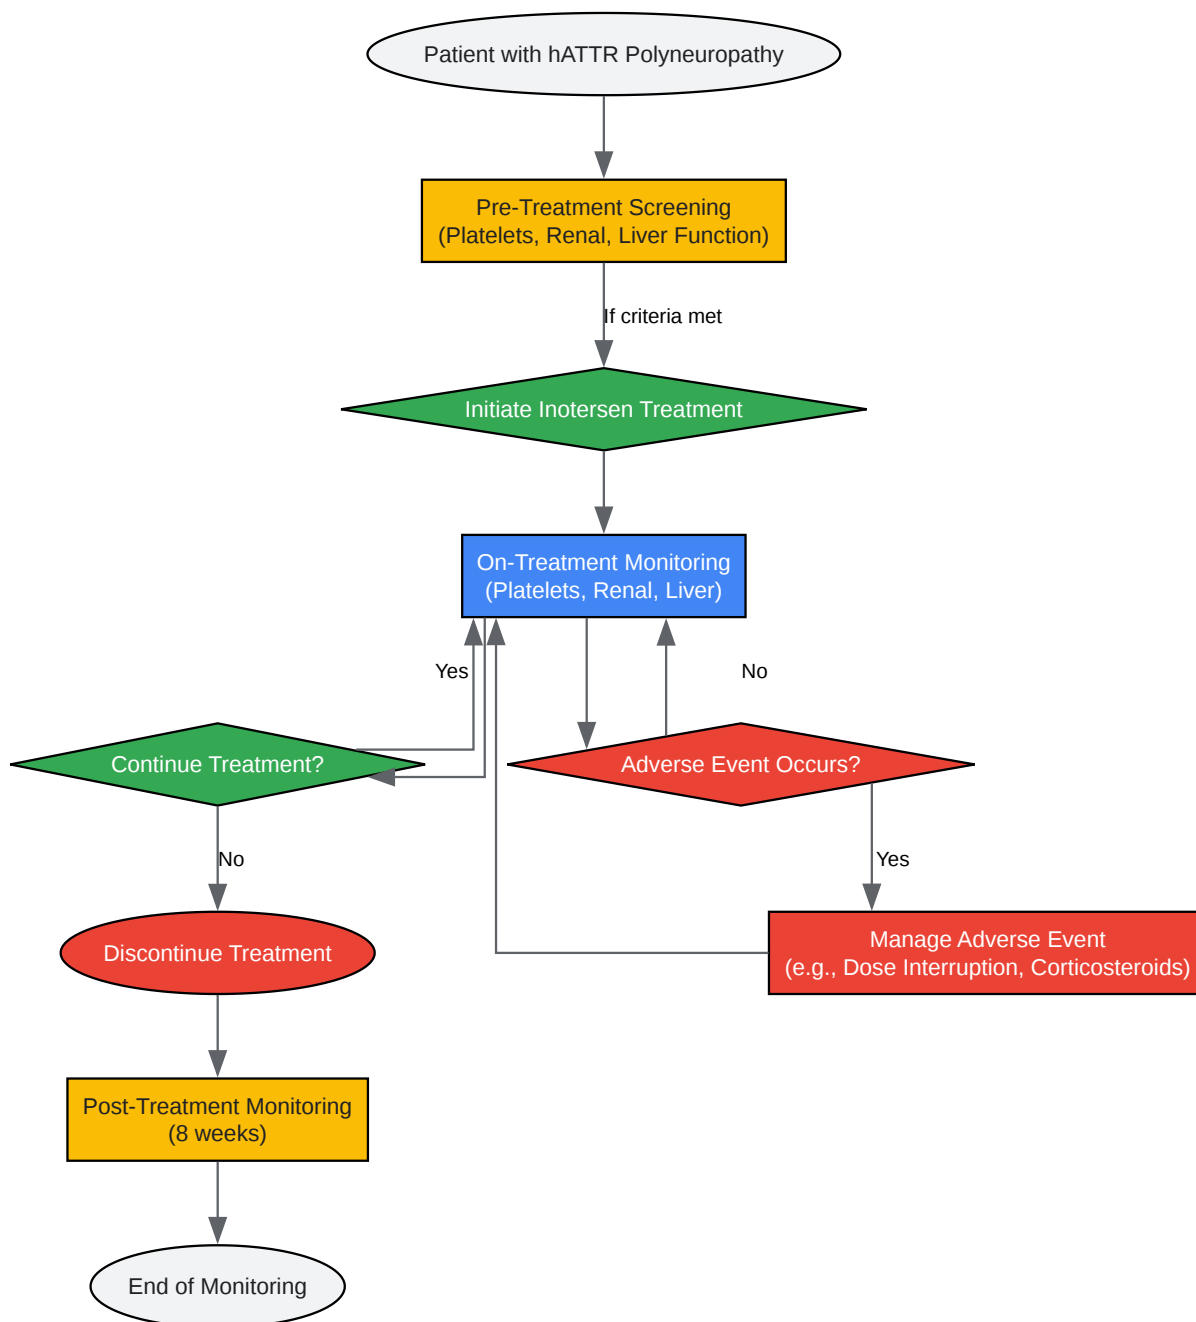 Patient with hATTR Polyneuropathy
Pre-Treatment Screening
(Platelets, Renal, Liver Function)
If criteria met
Initiate Inotersen Treatment
On-Treatment Monitoring
(Platelets, Renal, Liver)
Yes
No
Continue Treatment?
Adverse Event Occurs?
No
Yes
Discontinue Treatment
Manage Adverse Event
(e.g., Dose Interruption, Corticosteroids)
Post-Treatment Monitoring
(8 weeks)
End of Monitoring